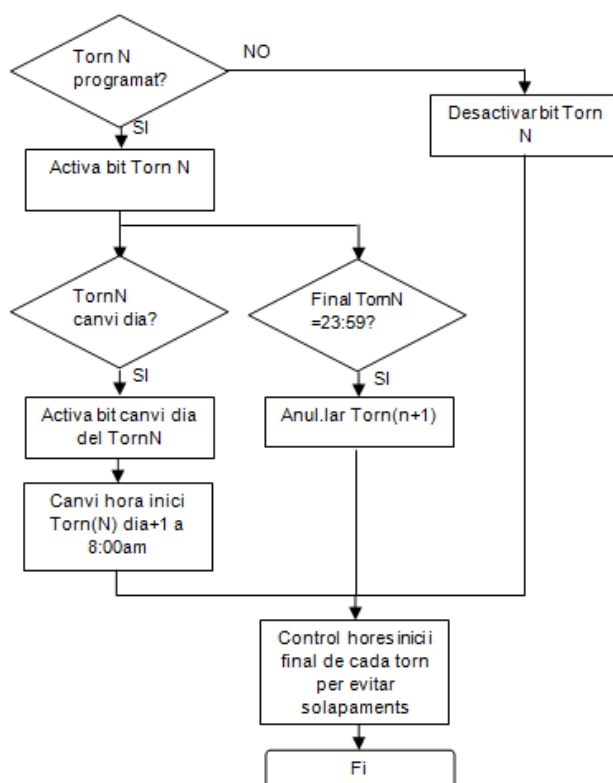 Torn N
programat?
NO
SI
Desactivar bit Torn
N
Activa bit Torn N
TornN
canvi dia?
Final TornN
=23:59?
SI
SI
Activa bit canvi dia
del TornN
Anul.lar Torn(n+1)
Canvi hora inici
Torn(N) dia+1 a
8:00am
Control hores inici i
final de cada torn
per evitar
solapaments
Fi